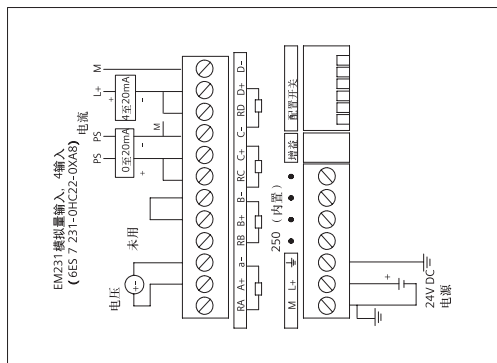 EM231模拟量输入，4输入
（6ES 7 231-0HC22-0XA8）
电压
未用
电流
+-
PS PS L+ M
0至20mA
+ -
M
4至20mA
+ -
RA A+ a- RB B+ B- RC C+ C- RD D+ D-
250（内置）
增益
配置开关
M L+
+
24V DC
电源